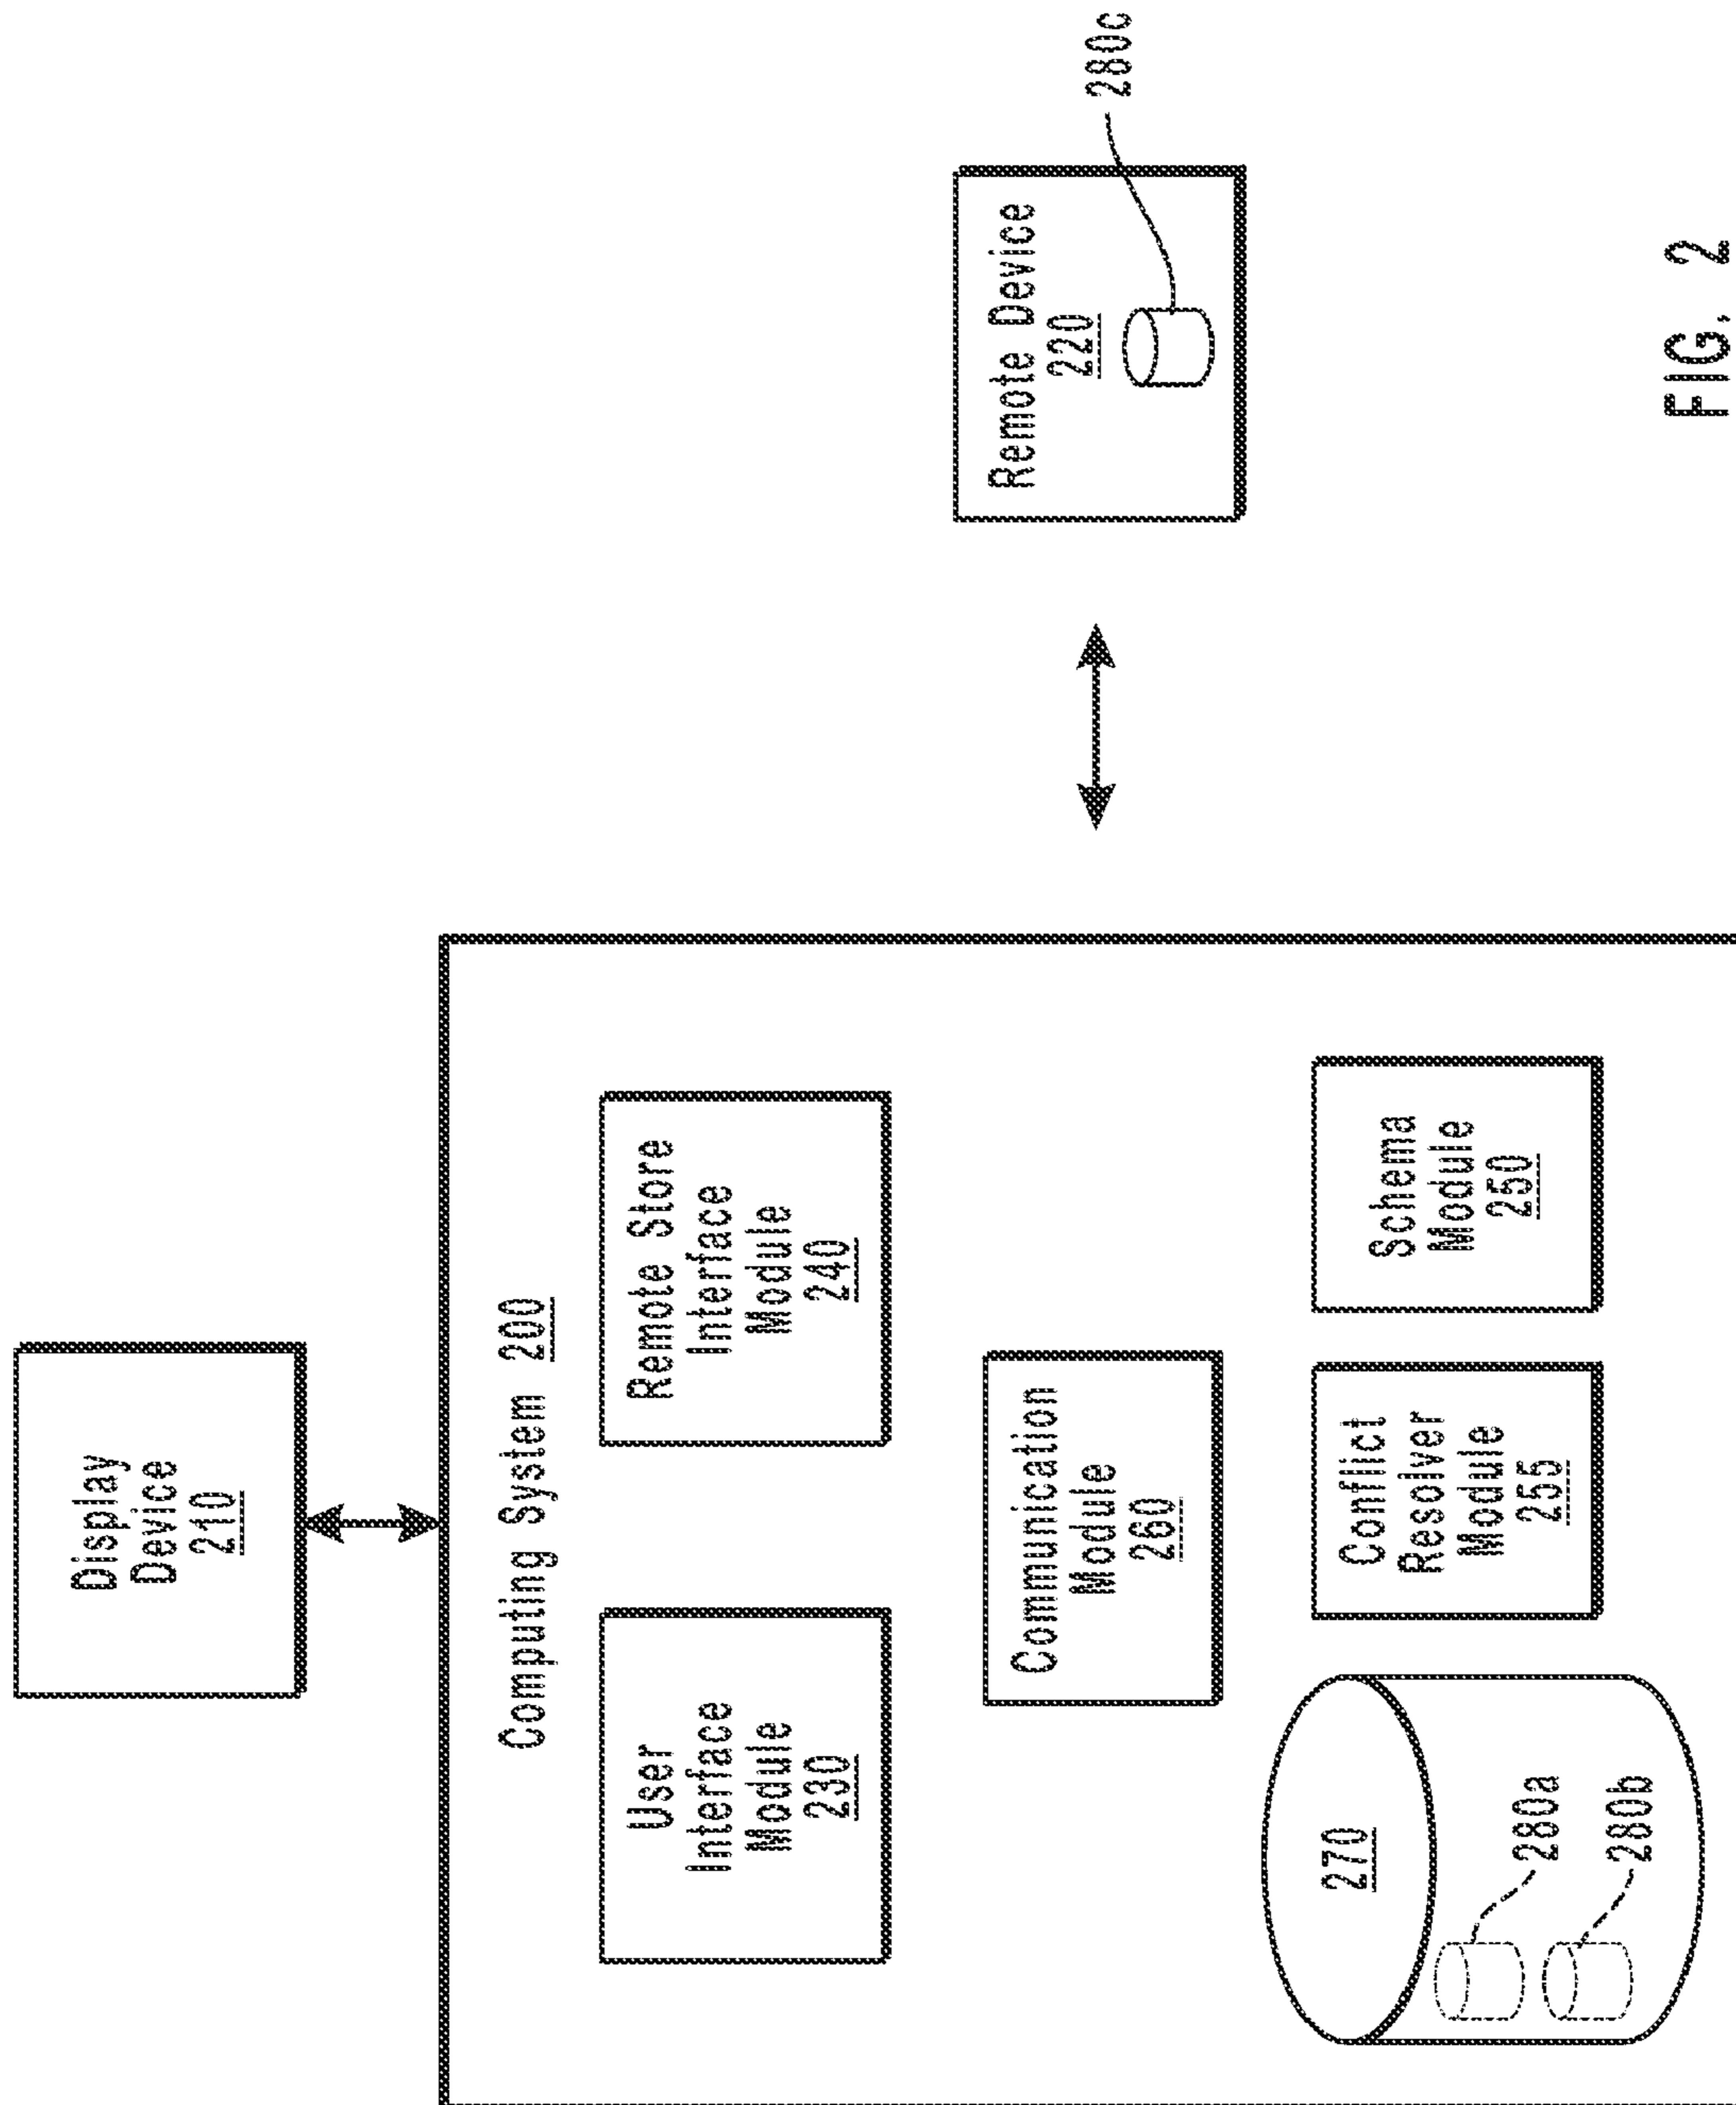 Display
Device
210
Computing System 200
User
Interface
Module
230
Remote Store
Interface
Module
240
Communication
Module
260
270
280a
280b
Conflict
Resolver
Module
255
Schema
Module
250
Remote Device
220
280c
FIG. 2